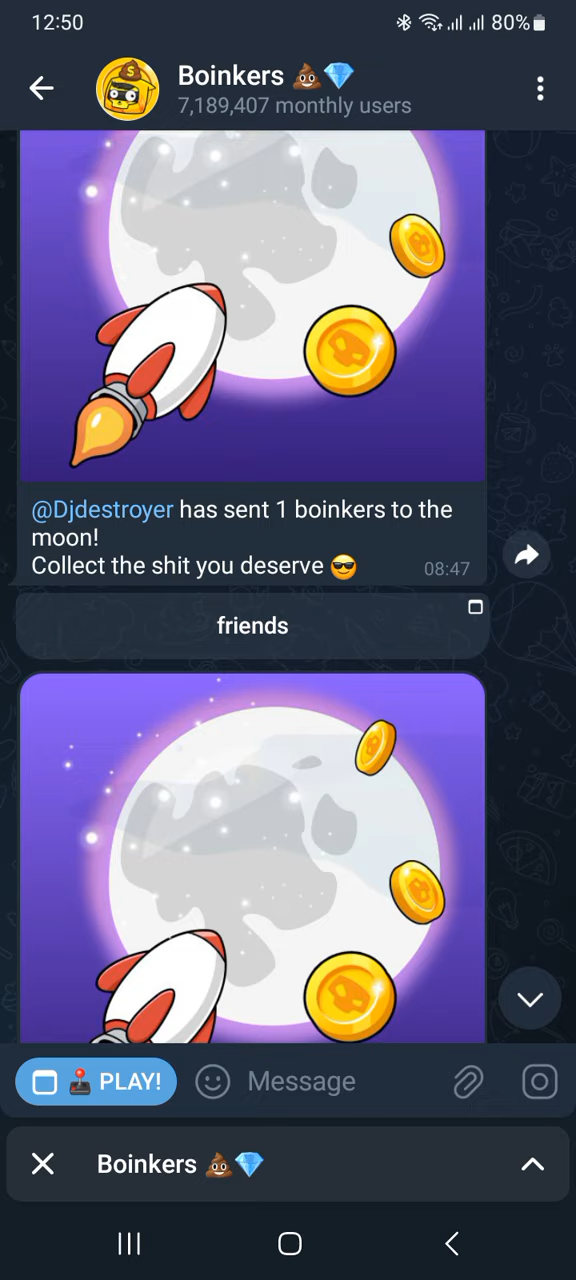 12:50
80%
Boinkers 💩💎
7,189,407 monthly users
S
@Djdestroyer has sent 1 boinkers to the
moon!
Collect the shit you deserve 😎
08:47
friends
🕹️ PLAY!
Message
Boinkers 💩💎